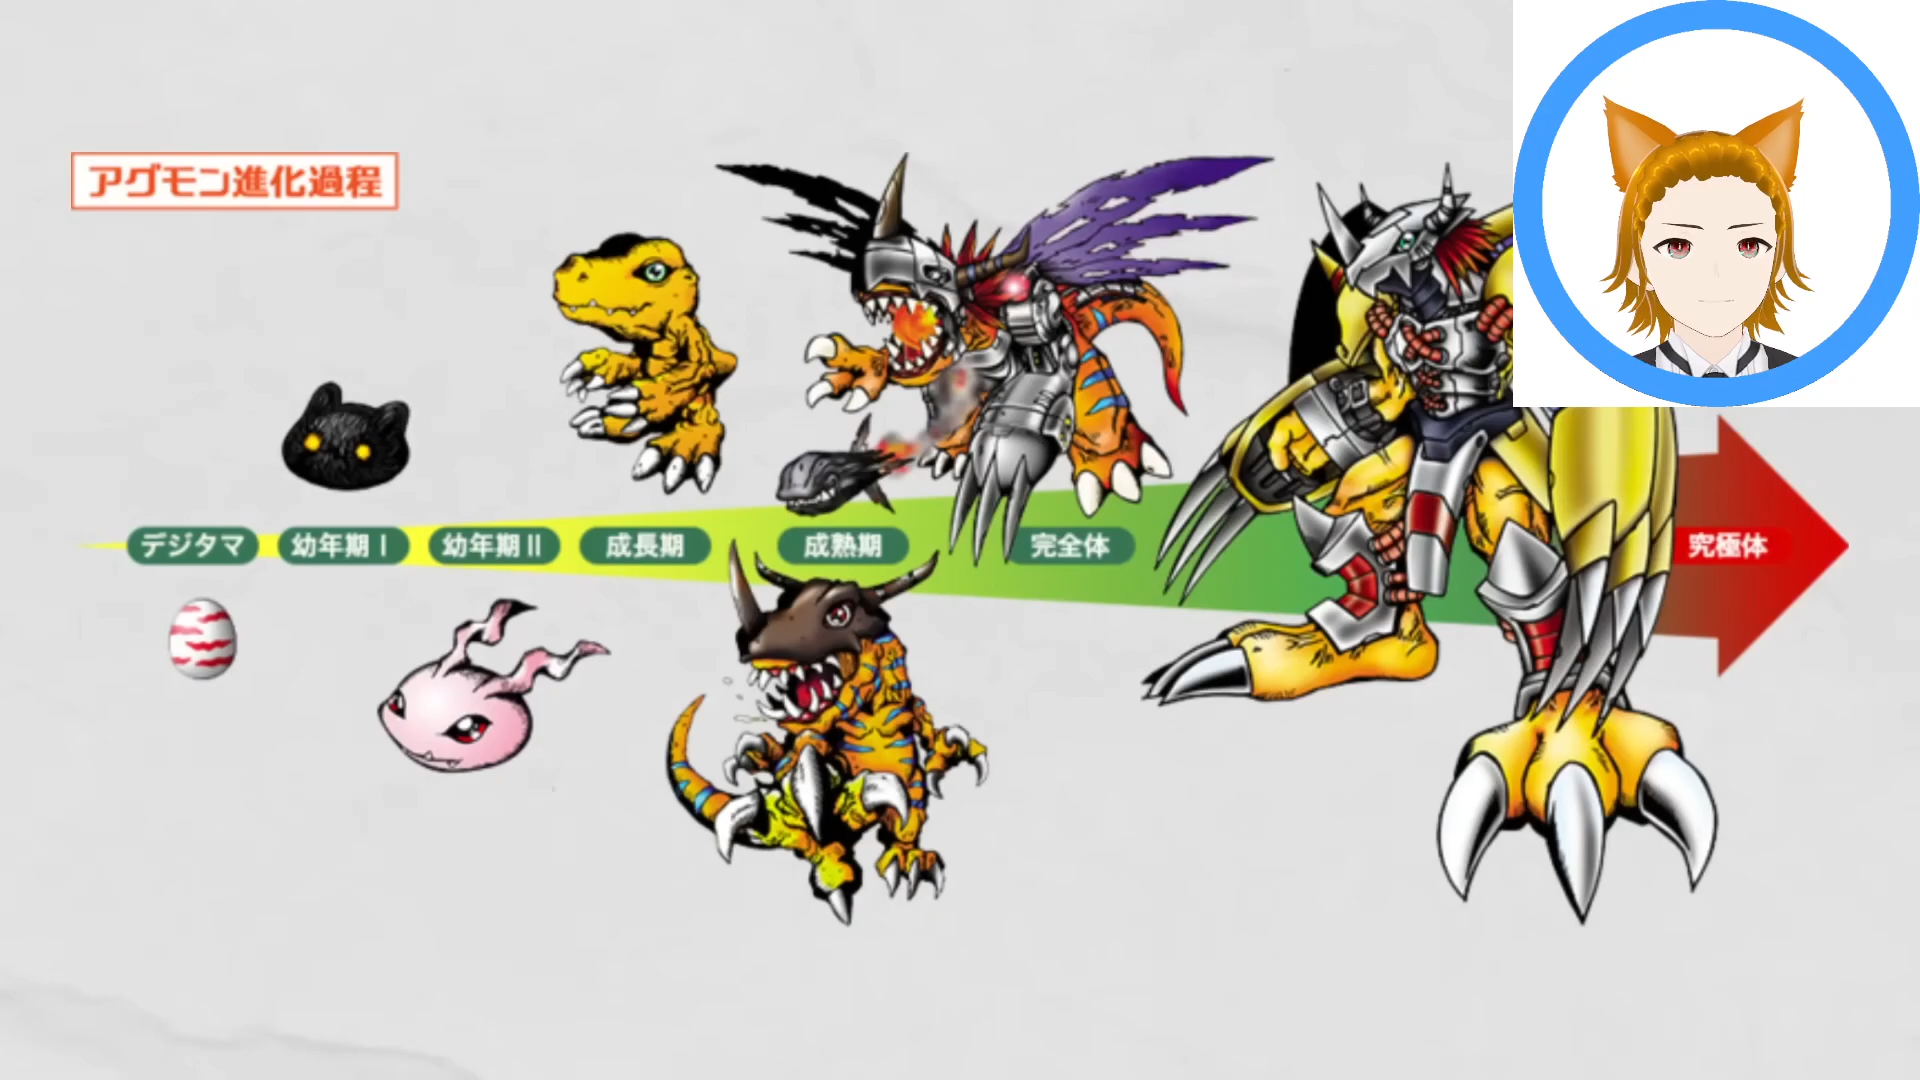 アグモン進化過程
デジタマ
幼年期Ⅰ
幼年期Ⅱ
成長期
成熟期
完全体
究極体